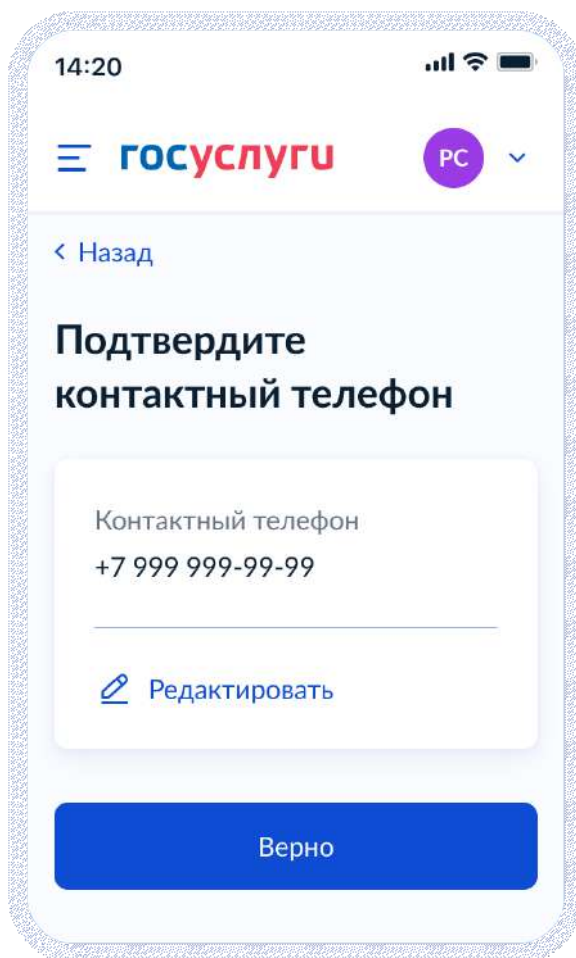 14:20
госуслуги
РС
Назад
Подтвердите
контактный телефон
Контактный телефон
+7 999 999-99-99
Редактировать
Верно